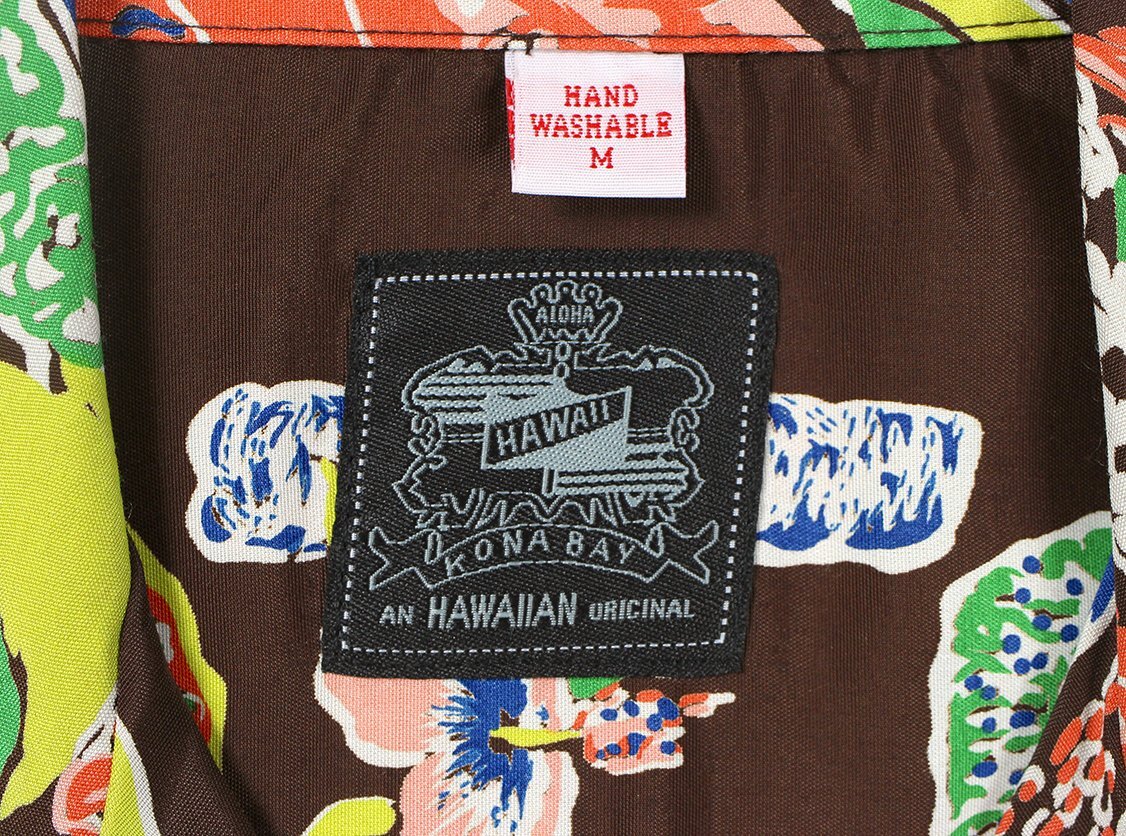 HAND
WASHABLE
M
ALOHA
HAWAII
KONA BAY
AN HAWAIIAN ORIGINAL